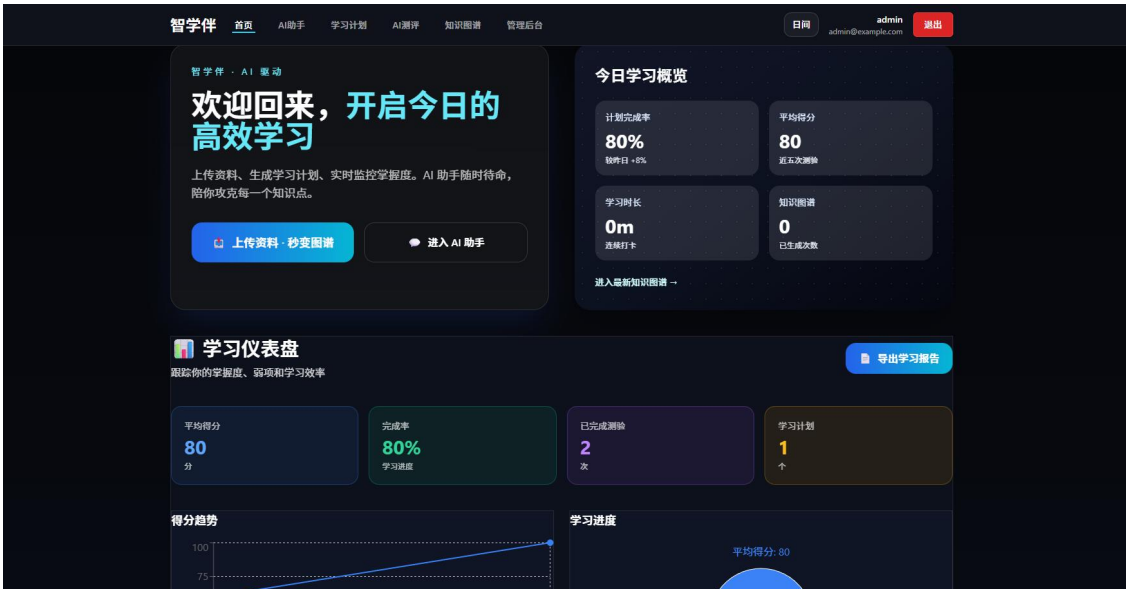 智学伴 首页 AI助手 学习计划 AI测评 知识图谱 管理后台 日间 admin 退出
admin@example.com
智学伴 · AI 驱动
欢迎回来，开启今日的
高效学习
上传资料、生成学习计划、实时监控掌握度。AI 助手随时待命，
陪你攻克每一个知识点。
上传资料 · 秒变图谱 进入 AI 助手
今日学习概览
计划完成率
80%
较昨日 +8%
平均得分
80
近五次测验
学习时长
0m
连续打卡
知识图谱
0
已生成次数
进入最新知识图谱 →
学习仪表盘
跟踪你的掌握度、弱项和学习效率
导出学习报告
平均得分
80
分
完成率
80%
学习进度
已完成测验
2
次
学习计划
1
个
得分趋势
100
75
学习进度
平均得分: 80